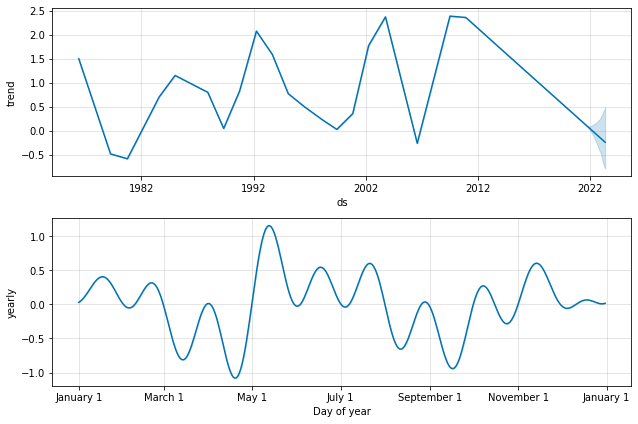 2.5
2.0
1.5
1.0
0.5
0.0
−0.5
trend
1982 1992 2002 2012 2022
ds
1.0
0.5
0.0
−0.5
−1.0
yearly
January 1 March 1 May 1 July 1 September 1 November 1 January 1
Day of year